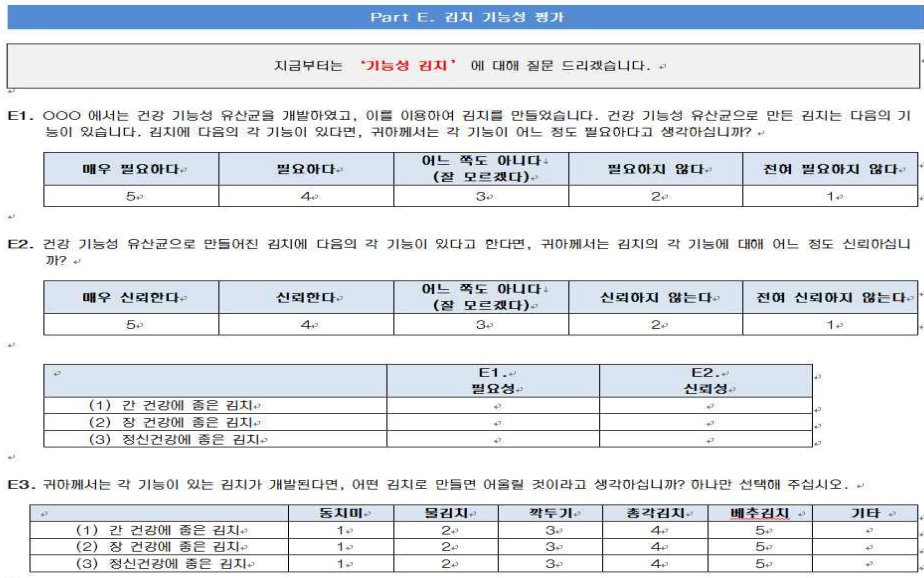 Part E. 김치 기능성 평가
지금부터는 '기능성 김치' 에 대해 질문 드리겠습니다.
E1. OOO 에서는 건강 기능성 유산균을 개발하였고, 이를 이용하여 김치를 만들었습니다. 건강 기능성 유산균으로 만든 김치는 다음의 기
능이 있습니다. 김치에 다음의 각 기능이 있다면, 귀하께서는 각 기능이 어느 정도 필요하다고 생각하십니까?
매우 필요하다 필요하다 어느 쪽도 아니다 (잘 모르겠다) 필요하지 않다 전혀 필요하지 않다
5 4 3 2 1
E2. 건강 기능성 유산균으로 만들어진 김치에 다음의 각 기능이 있다고 한다면, 귀하께서는 김치의 각 기능에 대해 어느 정도 신뢰하십니
까?
매우 신뢰한다 신뢰한다 어느 쪽도 아니다 (잘 모르겠다) 신뢰하지 않는다 전혀 신뢰하지 않는다
5 4 3 2 1
E1. E2.
필요성 신뢰성
(1) 간 건강에 좋은 김치
(2) 장 건강에 좋은 김치
(3) 정신건강에 좋은 김치
E3. 귀하께서는 각 기능이 있는 김치가 개발된다면, 어떤 김치로 만들면 어울릴 것이라고 생각하십니까? 하나만 선택해 주십시오.
동치미 물김치 깍두기 총각김치 배추김치 기타
(1) 간 건강에 좋은 김치 1 2 3 4 5
(2) 장 건강에 좋은 김치 1 2 3 4 5
(3) 정신건강에 좋은 김치 1 2 3 4 5